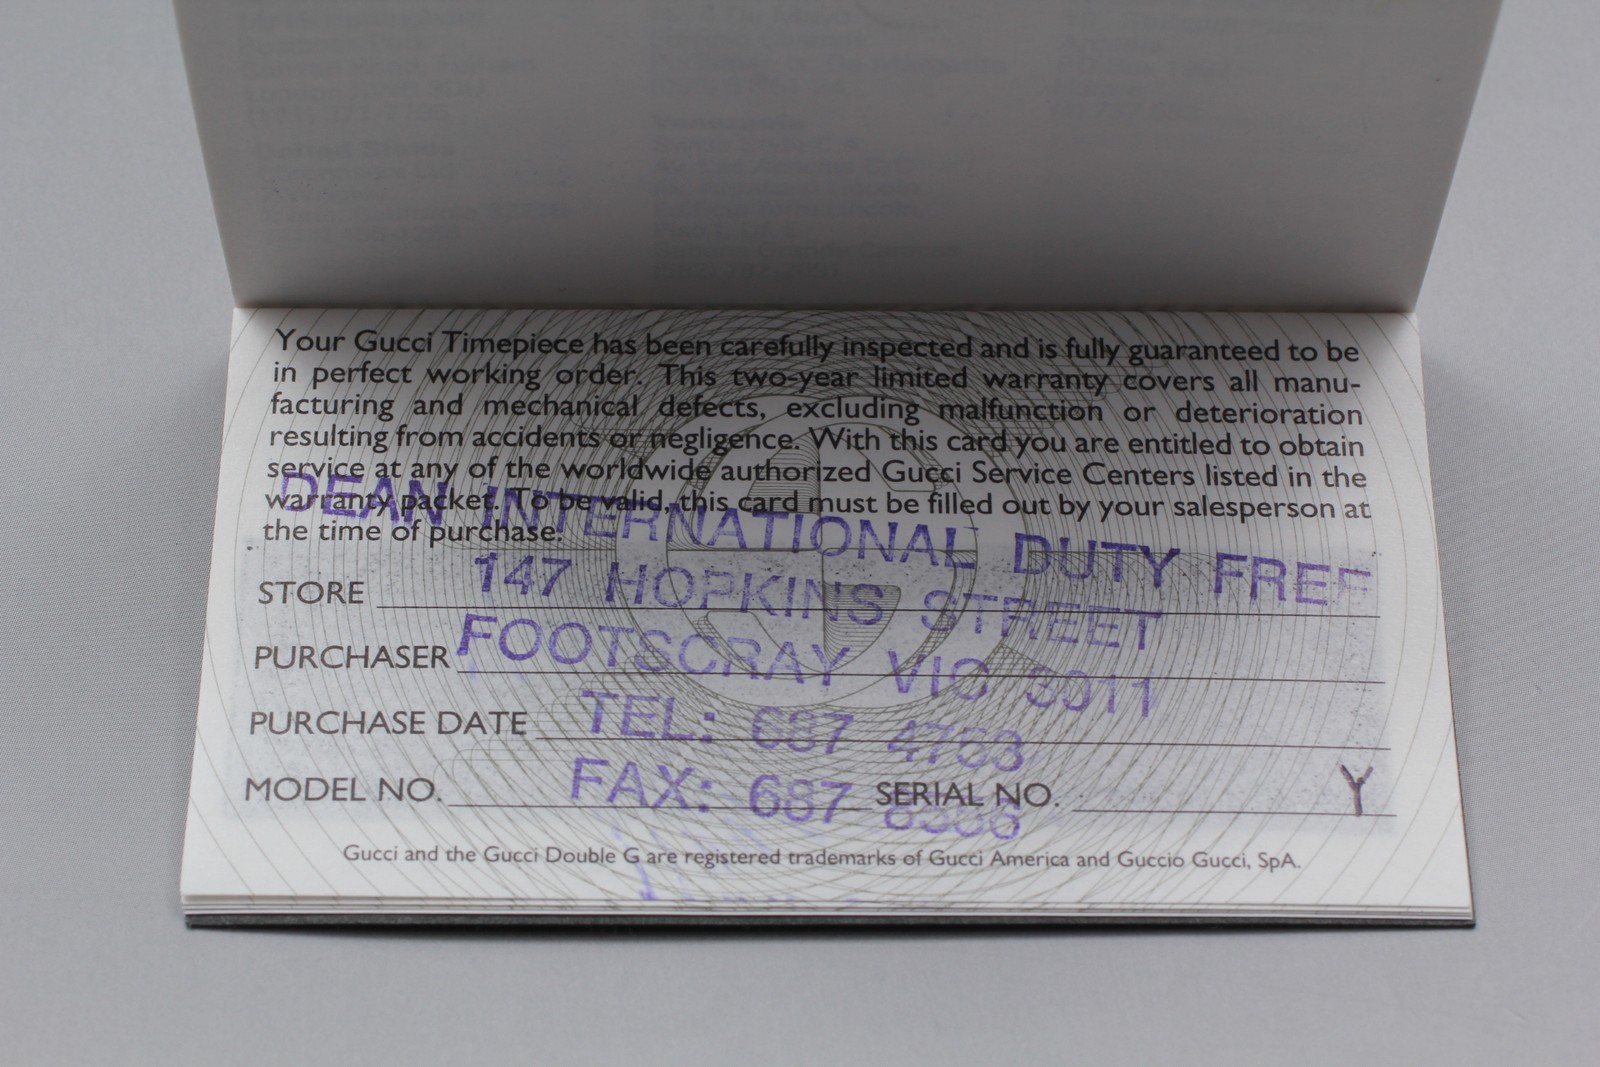 Your Gucci Timepiece has been carefully inspected and is fully guaranteed to be
in perfect working order. This two-year limited warranty covers all manu-
facturing and mechanical defects, excluding malfunction or deterioration
resulting from accidents or negligence. With this card you are entitled to obtain
service at any of the worldwide authorized Gucci Service Centers listed in the
warranty packet. To be valid, this card must be filled out by your salesperson at
the time of purchase.
DEAN INTERNATIONAL DUTY FREE
STORE 147 HOPKINS STREET
PURCHASER FOOTSCRAY VIC 3011
PURCHASE DATE TEL: 687 4753
MODEL NO. FAX: 687 SERIAL NO. Y
Gucci and the Gucci Double G are registered trademarks of Gucci America and Guccio Gucci, SpA.